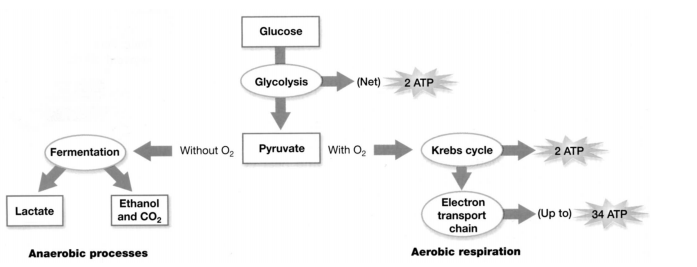 Glucose
Glycolysis
(Net)
2 ATP
Fermentation
Without O₂
Pyruvate
With O₂
Krebs cycle
2 ATP
Lactate
Ethanol
and CO₂
Electron
transport
chain
(Up to)
34 ATP
Anaerobic processes
Aerobic respiration